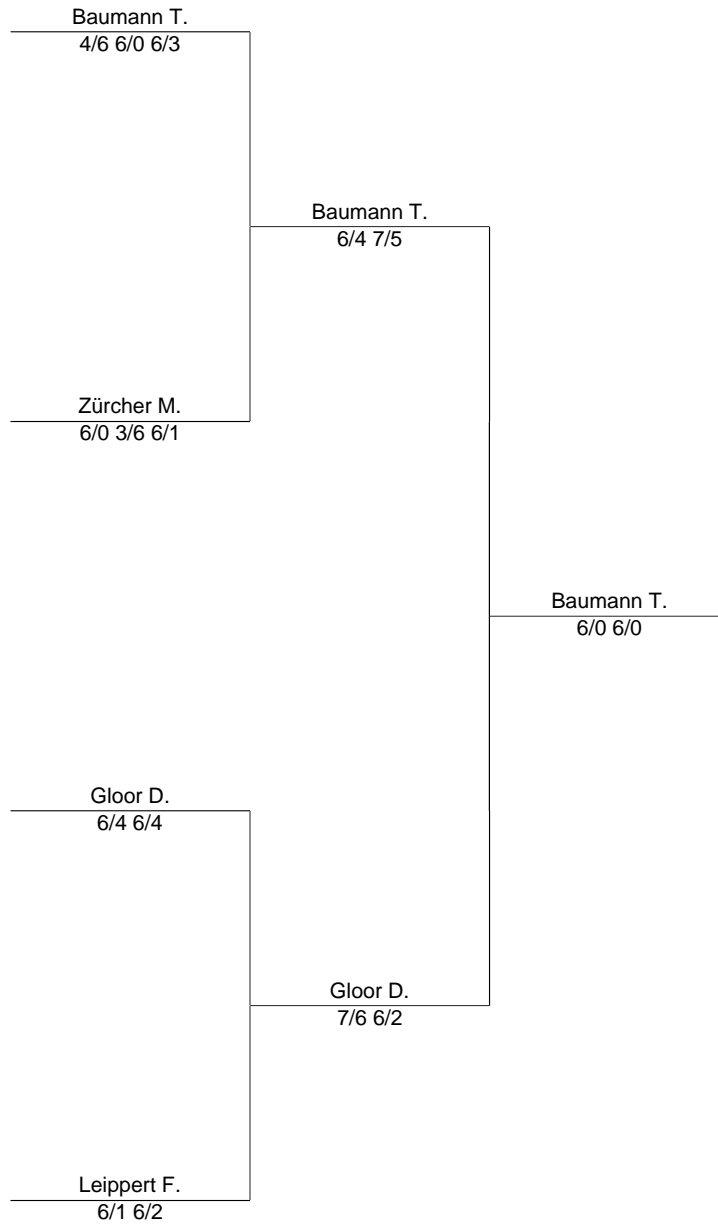 Baumann T.
4/6 6/0 6/3
Baumann T.
6/4 7/5
Zürcher M.
6/0 3/6 6/1
Baumann T.
6/0 6/0
Gloor D.
6/4 6/4
Gloor D.
7/6 6/2
Leippert F.
6/1 6/2